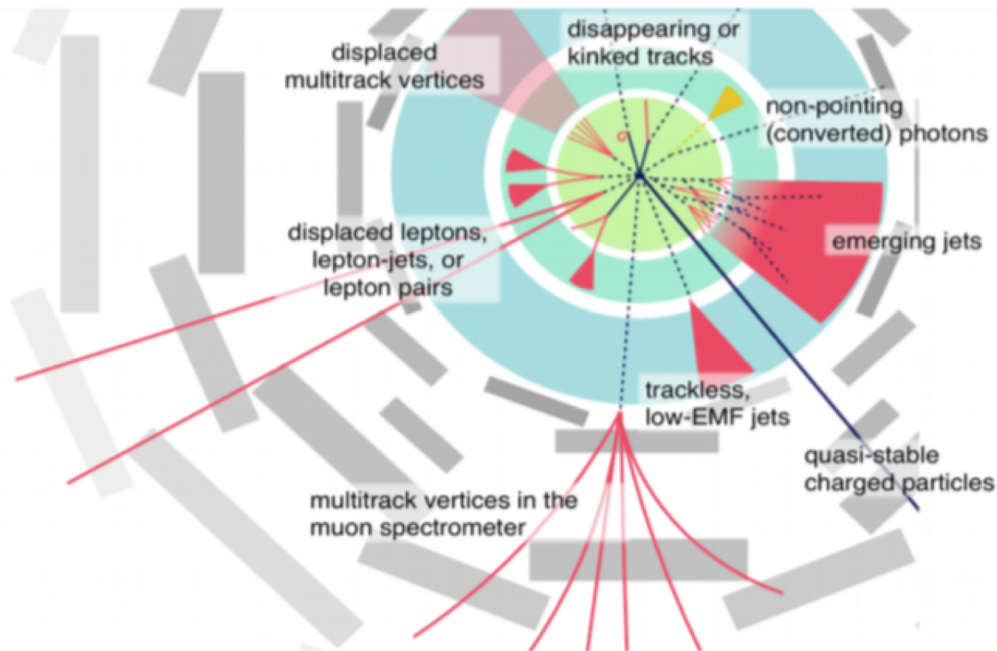 disappearing or
kinked tracks
displaced
multitrack vertices
non-pointing
(converted) photons
displaced leptons,
lepton-jets, or
lepton pairs
emerging jets
trackless,
low-EMF jets
quasi-stable
charged particles
multitrack vertices in the
muon spectrometer